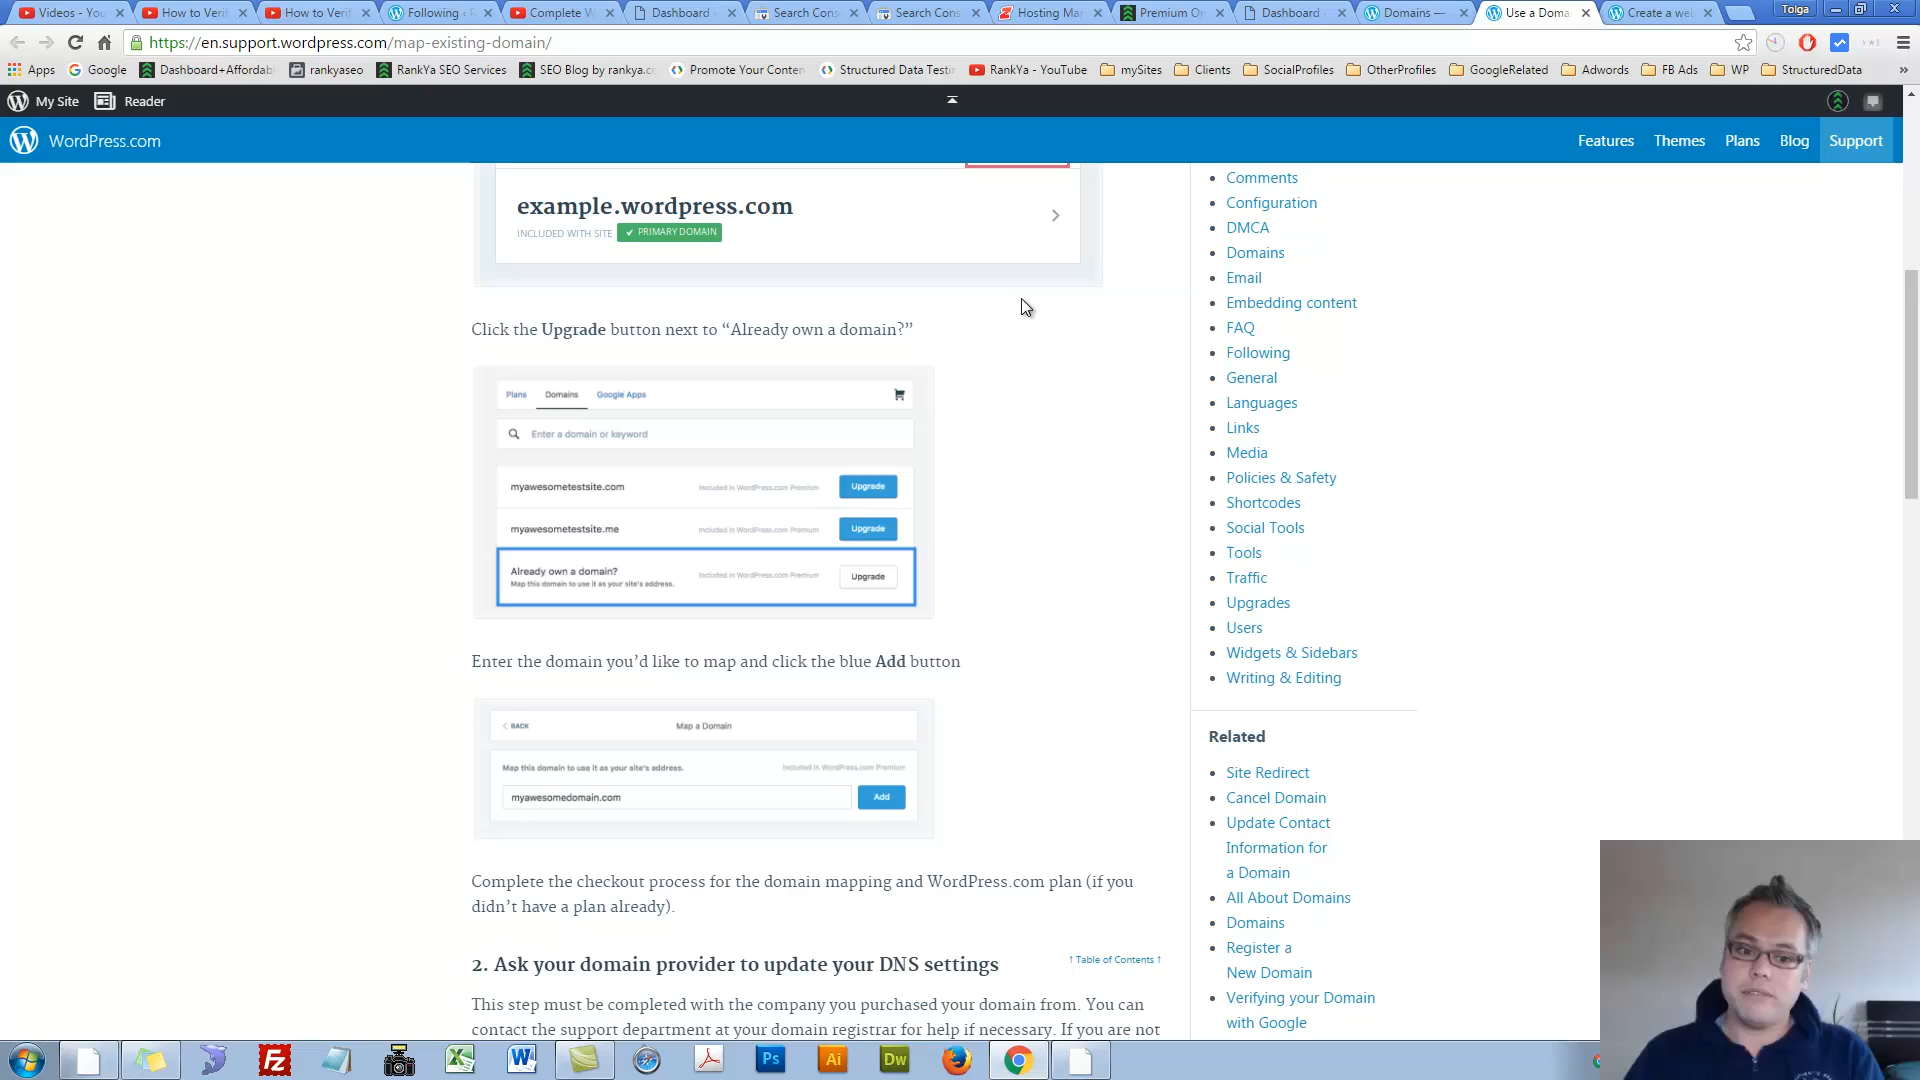 Videos - You
How to Verif
How to Verif
Following ‹ R
Complete W
Dashboard ‹
Search Cons
Search Cons
Hosting Ma
Premium On
Dashboard ‹
Domains —
Use a Doma
Create a we
Tolga
https://en.support.wordpress.com/map-existing-domain/
Apps
Google
Dashboard+Affordab
rankyaseo
RankYa SEO Services
SEO Blog by rankya.co
Promote Your Conten
Structured Data Testin
RankYa - YouTube
mySites
Clients
SocialProfiles
OtherProfiles
GoogleRelated
Adwords
FB Ads
WP
StructuredData
»
My Site
Reader
WordPress.com
Features
Themes
Plans
Blog
Support
example.wordpress.com
INCLUDED WITH SITE
✓ PRIMARY DOMAIN
Click the Upgrade button next to “Already own a domain?”
Plans
Domains
Google Apps
Enter a domain or keyword
myawesometestsite.com
Included in WordPress.com Premium
Upgrade
myawesometestsite.me
Included in WordPress.com Premium
Upgrade
Already own a domain?
Map this domain to use it as your site's address.
Included in WordPress.com Premium
Upgrade
Enter the domain you’d like to map and click the blue Add button
BACK
Map a Domain
Map this domain to use it as your site's address.
Included in WordPress.com Premium
myawesomedomain.com
Add
Complete the checkout process for the domain mapping and WordPress.com plan (if you
didn’t have a plan already).
2. Ask your domain provider to update your DNS settings
↑ Table of Contents ↑
This step must be completed with the company you purchased your domain from. You can
contact the support department at your domain registrar for help if necessary. If you are not
Comments
Configuration
DMCA
Domains
Email
Embedding content
FAQ
Following
General
Languages
Links
Media
Policies & Safety
Shortcodes
Social Tools
Tools
Traffic
Upgrades
Users
Widgets & Sidebars
Writing & Editing
Related
Site Redirect
Cancel Domain
Update Contact
Information for
a Domain
All About Domains
Domains
Register a
New Domain
Verifying your Domain
with Google
Fz
Ps
Ai
Dw